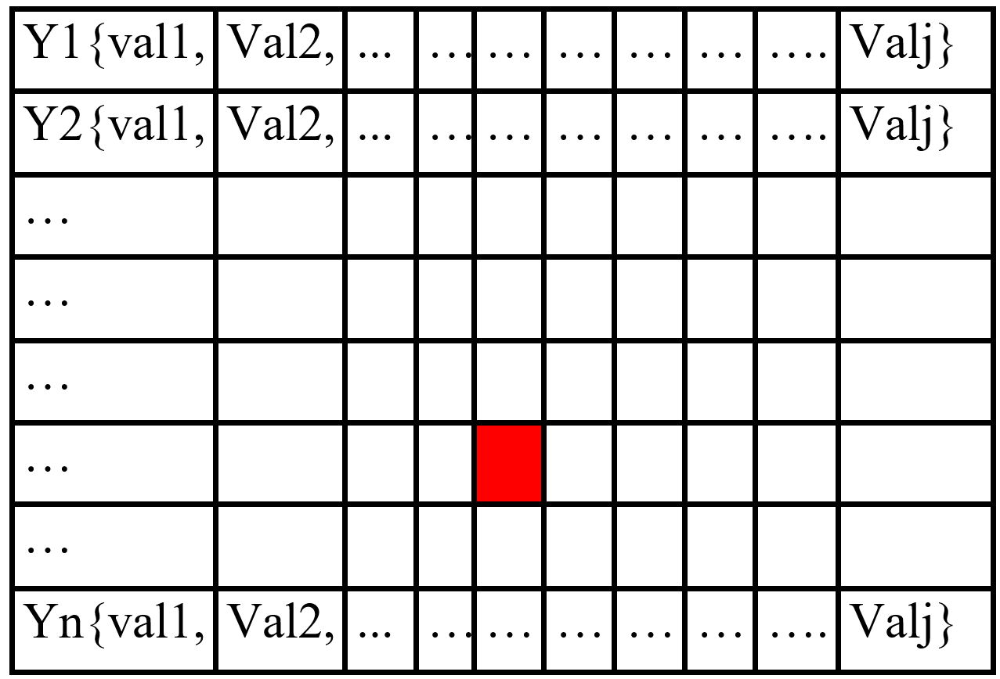 Y1{val1, Val2, ... … … … … … …. Valj}
Y2{val1, Val2, ... … … … … … …. Valj}
…
…
…
…
…
Yn{val1, Val2, ... … … … … … …. Valj}